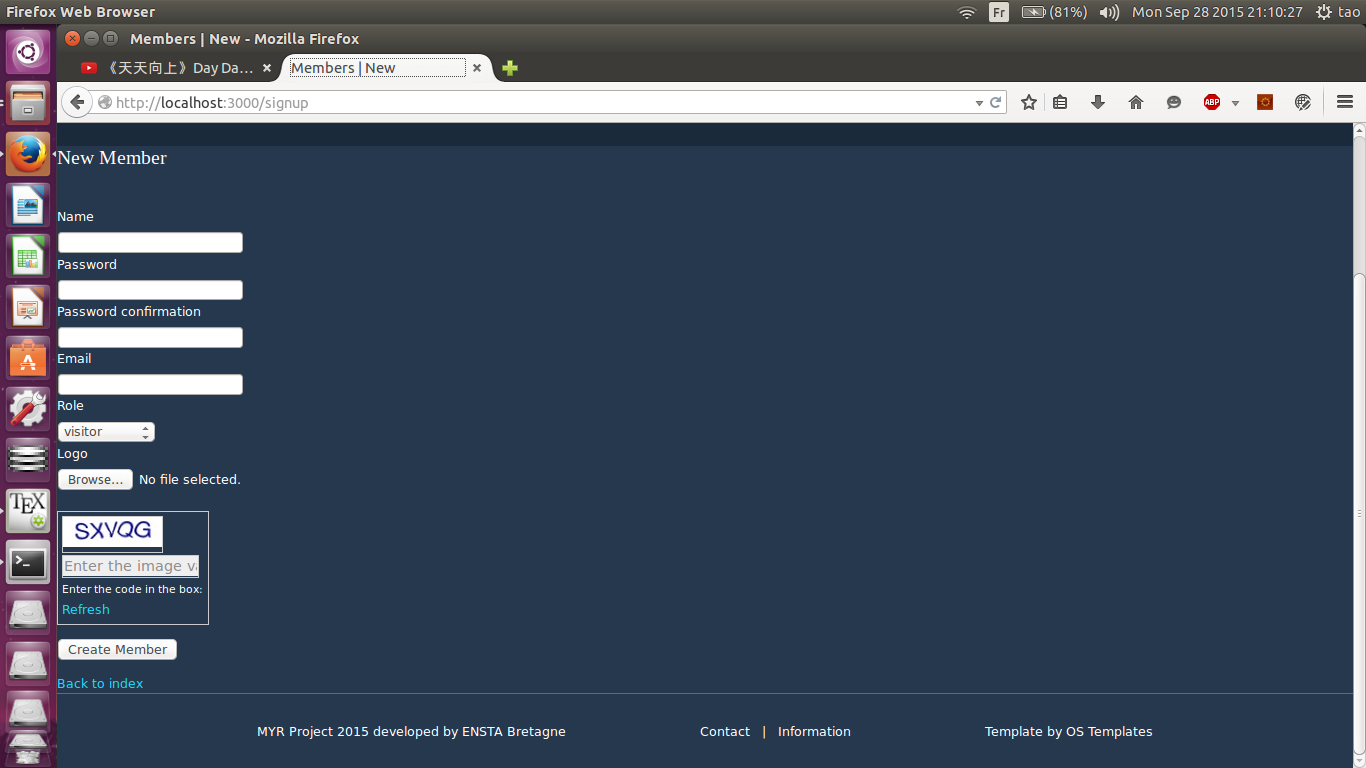 Firefox Web Browser
Fr
(81%)
Mon Sep 28 2015 21:10:27
tao
Members | New - Mozilla Firefox
《天天向上》Day Da...
Members | New
http://localhost:3000/signup
ABP
New Member
Name
Password
Password confirmation
Email
Role
visitor
Logo
Browse... No file selected.
SXVQG
Enter the image va
Enter the code in the box:
Refresh
Create Member
Back to index
MYR Project 2015 developed by ENSTA Bretagne
Contact | Information
Template by OS Templates
TEX